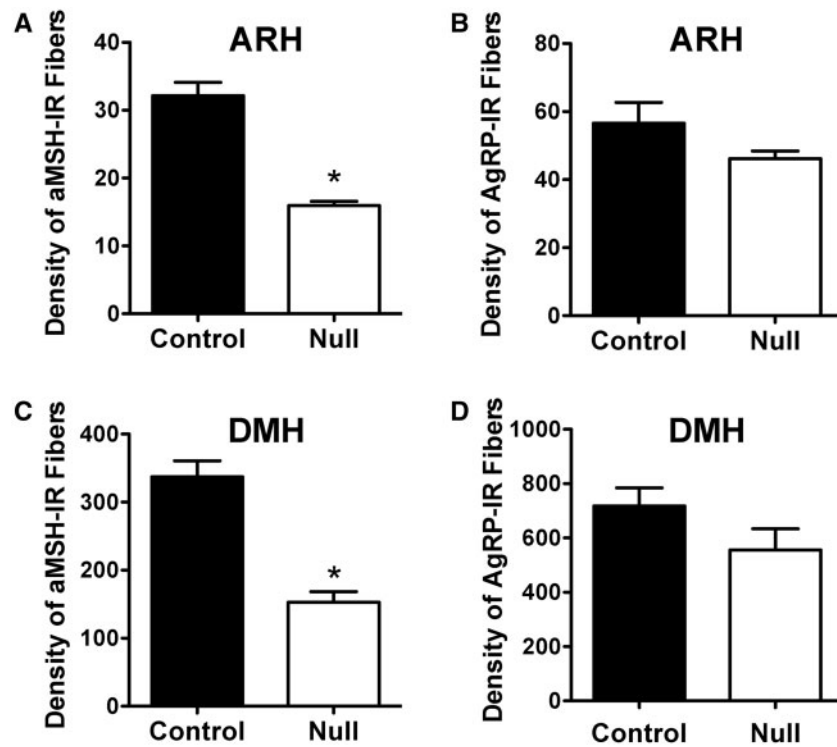 A
ARH
Density of aMSH-IR Fibers
40
30
20
10
0
*
Control
Null
B
ARH
Density of AgRP-IR Fibers
80
60
40
20
0
Control
Null
C
DMH
Density of aMSH-IR Fibers
400
300
200
100
0
*
Control
Null
D
DMH
Density of AgRP-IR Fibers
1000
800
600
400
200
0
Control
Null